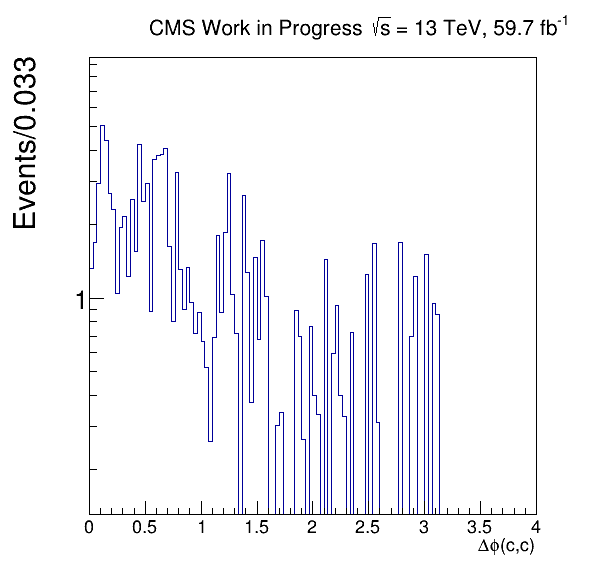 CMS Work in Progress √s = 13 TeV, 59.7 fb⁻¹
Events/0.033
1
0 0.5 1 1.5 2 2.5 3 3.5 4
Δϕ(c,c)